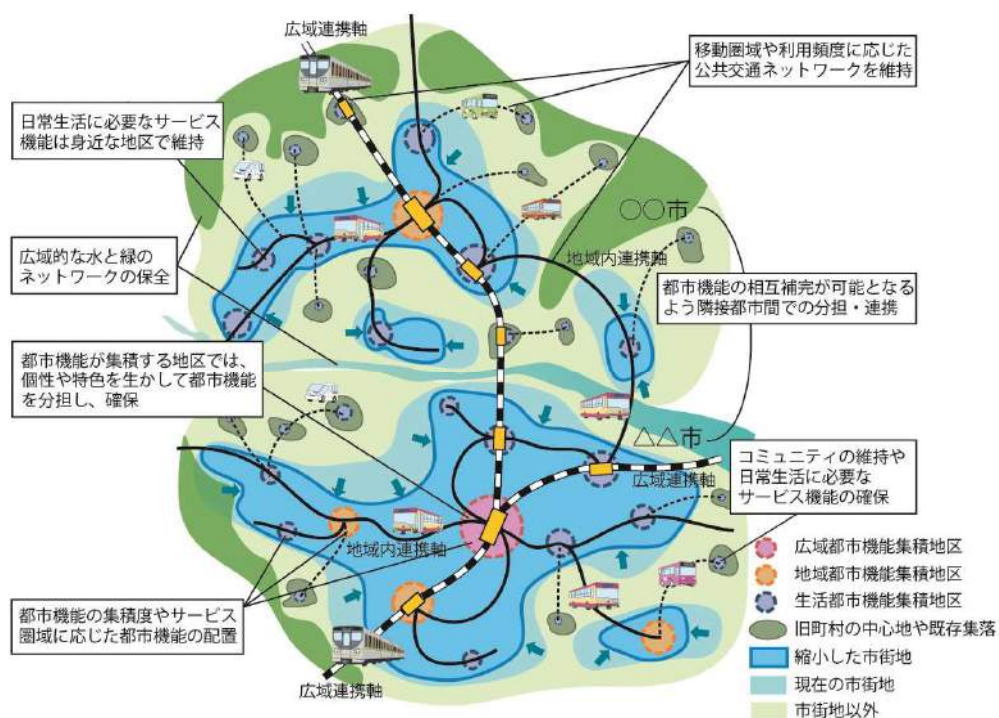 広域連携軸
移動圏域や利用頻度に応じた
公共交通ネットワークを維持
日常生活に必要なサービス
機能は身近な地区で維持
○○市
広域的な水と緑の
ネットワークの保全
地域内連携軸
都市機能の相互補完が可能となる
よう隣接都市間での分担・連携
都市機能が集積する地区では、
個性や特色を生かして都市機能
を分担し、確保
△△市
コミュニティの維持や
日常生活に必要な
サービス機能の確保
広域連携軸
地域内連携軸
都市機能の集積度やサービス
圏域に応じた都市機能の配置
広域連携軸
広域都市機能集積地区
地域都市機能集積地区
生活都市機能集積地区
旧町村の中心地や既存集落
縮小した市街地
現在の市街地
市街地以外